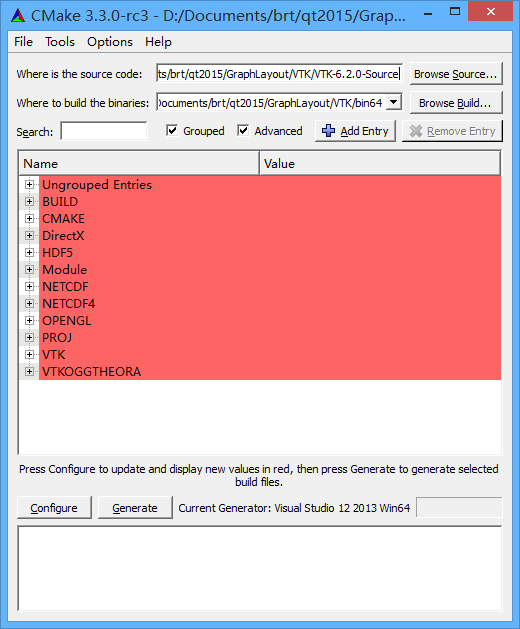 CMake 3.3.0-rc3 - D:/Documents/brt/qt2015/Grap...
File Tools Options Help
Where is the source code: ts/brt/qt2015/GraphLayout/VTK/VTK-6.2.0-Source Browse Source...
Where to build the binaries: Documents/brt/qt2015/GraphLayout/VTK/bin64 Browse Build...
Search: Grouped Advanced Add Entry Remove Entry
Name Value
Ungrouped Entries
BUILD
CMAKE
DirectX
HDF5
Module
NETCDF
NETCDF4
OPENGL
PROJ
VTK
VTKOGGTHEORA
Press Configure to update and display new values in red, then press Generate to generate selected
build files.
Configure Generate Current Generator: Visual Studio 12 2013 Win64